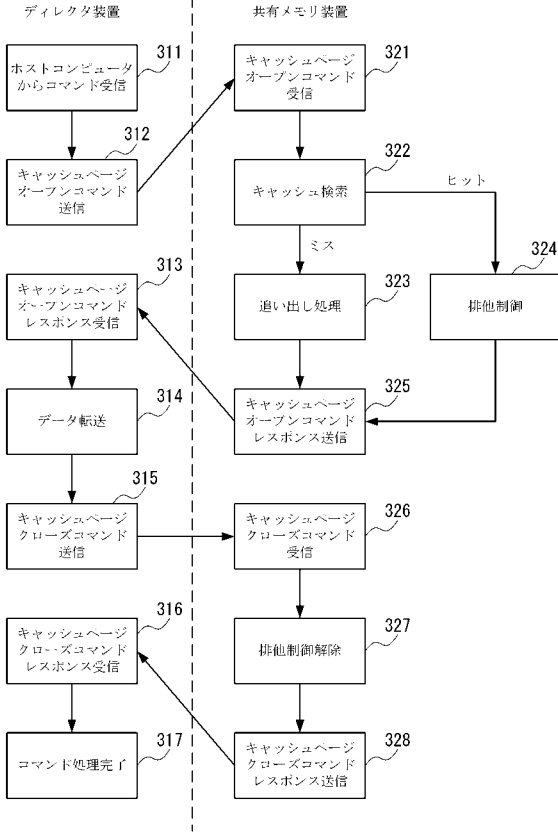 ディレクタ装置
共有メモリ装置
ホストコンピュータ
からコマンド受信
311
キャッシュページ
オープンコマンド
受信
321
312
キャッシュページ
オープンコマンド
送信
キャッシュ検索
322
ヒット
ミス
313
キャッシュページ
オープンコマンド
レスポンス受信
追い出し処理
323
排他制御
324
データ転送
314
キャッシュページ
オープンコマンド
レスポンス送信
325
315
キャッシュページ
クローズコマンド
送信
キャッシュページ
クローズコマンド
受信
326
316
キャッシュページ
クローズコマンド
レスポンス受信
排他制御解除
327
コマンド処理完了
317
キャッシュページ
クローズコマンド
レスポンス送信
328